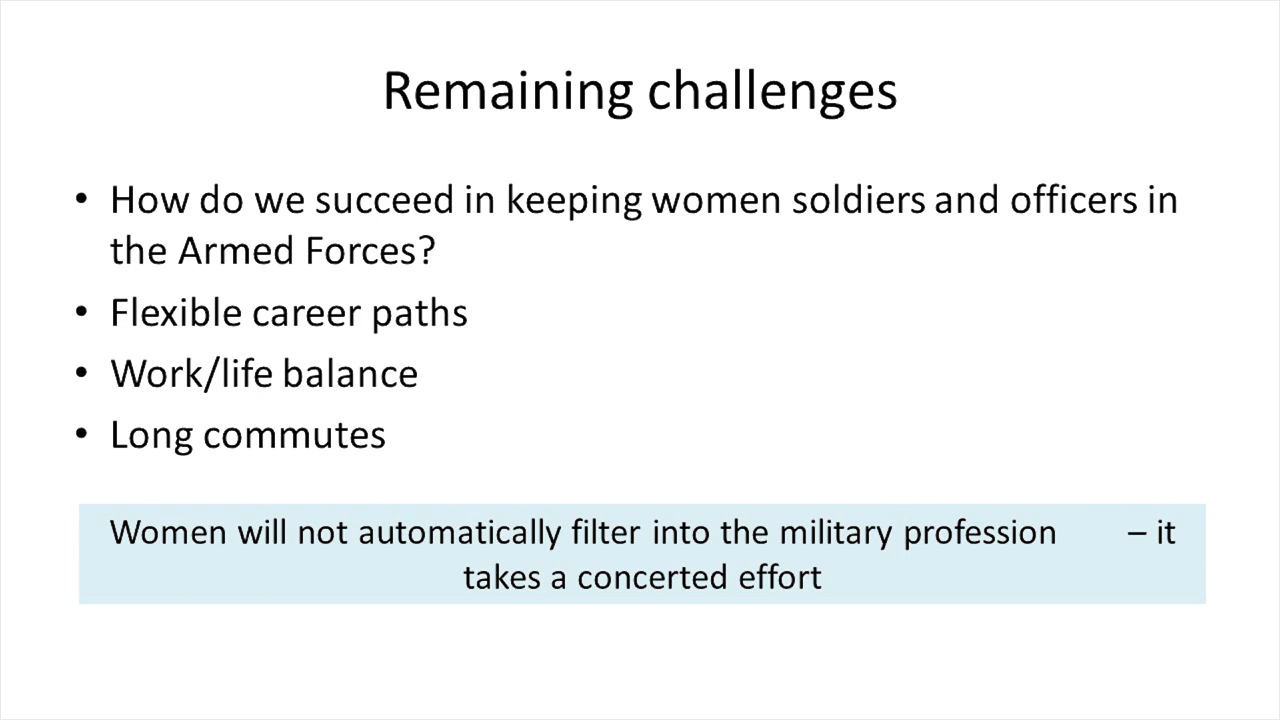 Remaining challenges
• How do we succeed in keeping women soldiers and officers in
the Armed Forces?
• Flexible career paths
• Work/life balance
• Long commutes
Women will not automatically filter into the military profession – it
takes a concerted effort